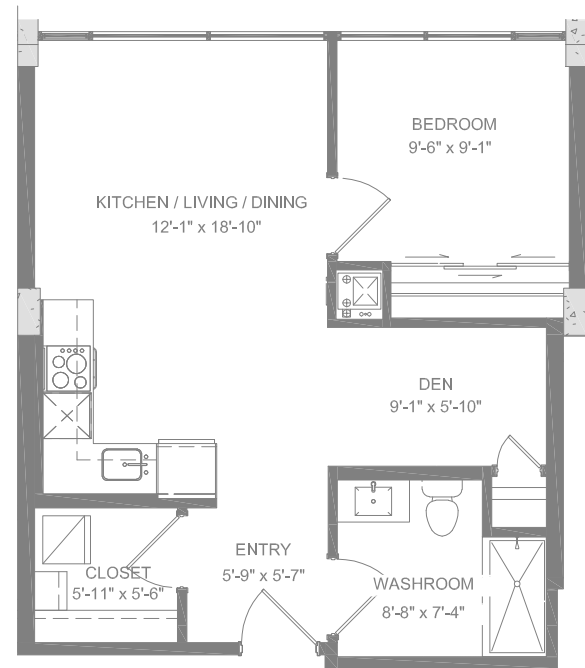 BEDROOM
9'-6" x 9'-1"
KITCHEN / LIVING / DINING
12'-1" x 18'-10"
DEN
9'-1" x 5'-10"
ENTRY
5'-9" x 5'-7"
CLOSET
5'-11" x 5'-6"
WASHROOM
8'-8" x 7'-4"